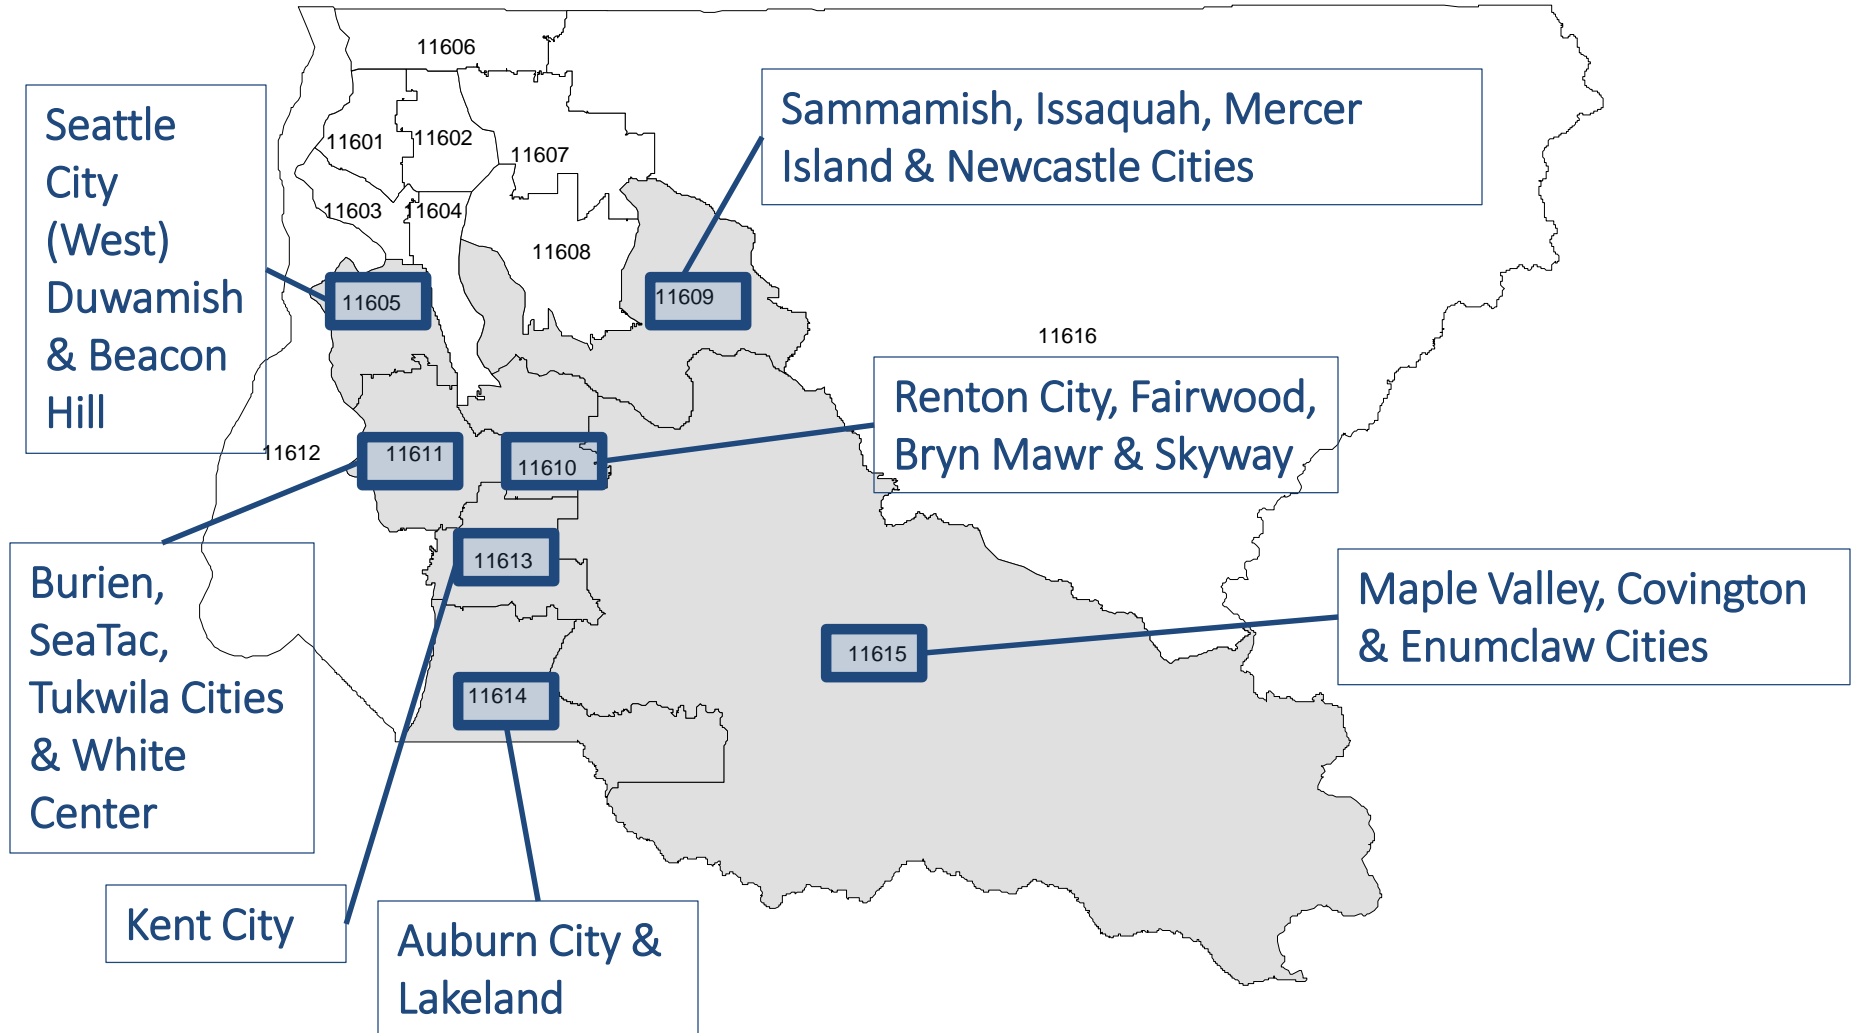 11606
Seattle
City
(West)
Duwamish
& Beacon
Hill
Sammamish, Issaquah, Mercer
Island & Newcastle Cities
11601
11602
11607
11603
11604
11608
11605
11609
11616
Renton City, Fairwood,
Bryn Mawr & Skyway
11612
11611
11610
11613
Burien,
SeaTac,
Tukwila Cities
& White
Center
Maple Valley, Covington
& Enumclaw Cities
11615
11614
Kent City
Auburn City &
Lakeland